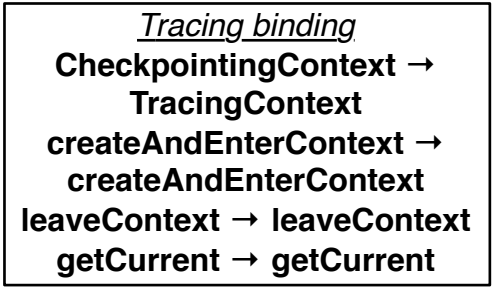 Tracing binding
CheckpointingContext →
TracingContext
createAndEnterContext →
createAndEnterContext
leaveContext → leaveContext
getCurrent → getCurrent